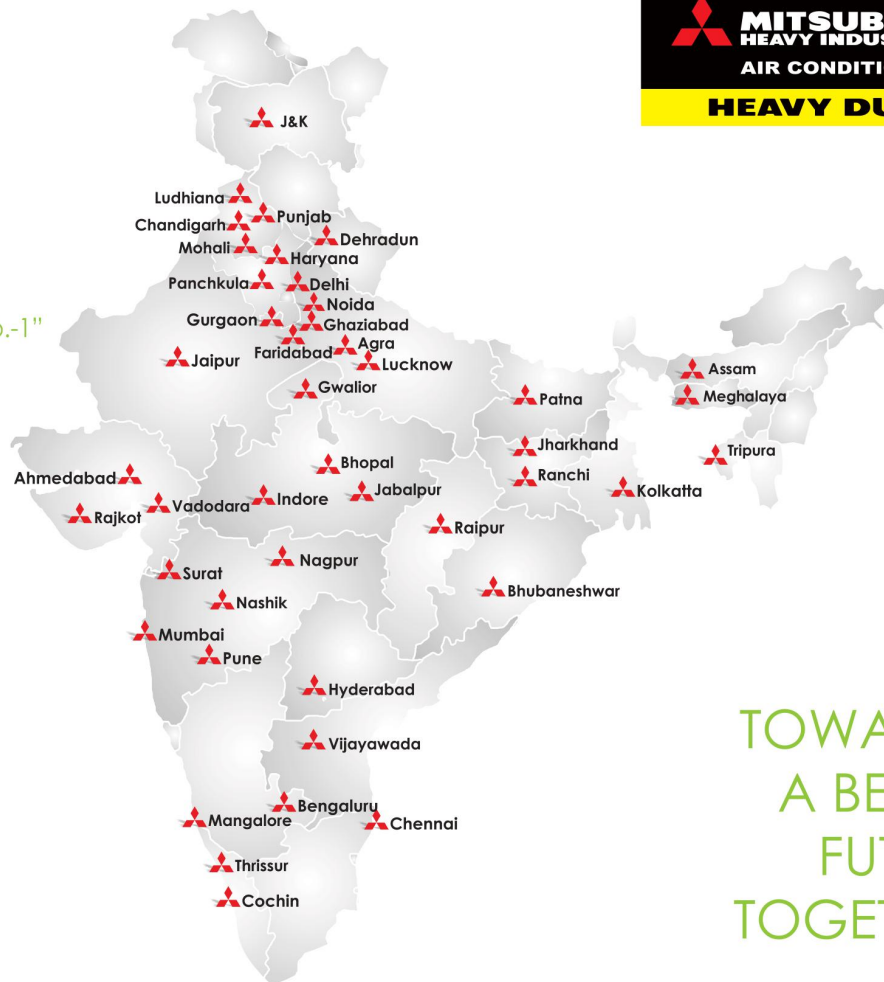 MITSUB
HEAVY INDUS
AIR CONDITI
HEAVY DU
J&K
Ludhiana
Punjab
Chandigarh
Dehradun
Mohali
Haryana
Panchkula
Delhi
Noida
Gurgaon
Ghaziabad
.-1"
Faridabad
Agra
Jaipur
Lucknow
Assam
Gwalior
Patna
Meghalaya
Jharkhand
Tripura
Bhopal
Ahmedabad
Ranchi
Jabalpur
Kolkatta
Indore
Vadodara
Rajkot
Raipur
Nagpur
Surat
Bhubaneshwar
Nashik
Mumbai
Pune
Hyderabad
Vijayawada
Bengaluru
Mangalore
Chennai
Thrissur
Cochin
TOWA
A BE
FUT
TOGET